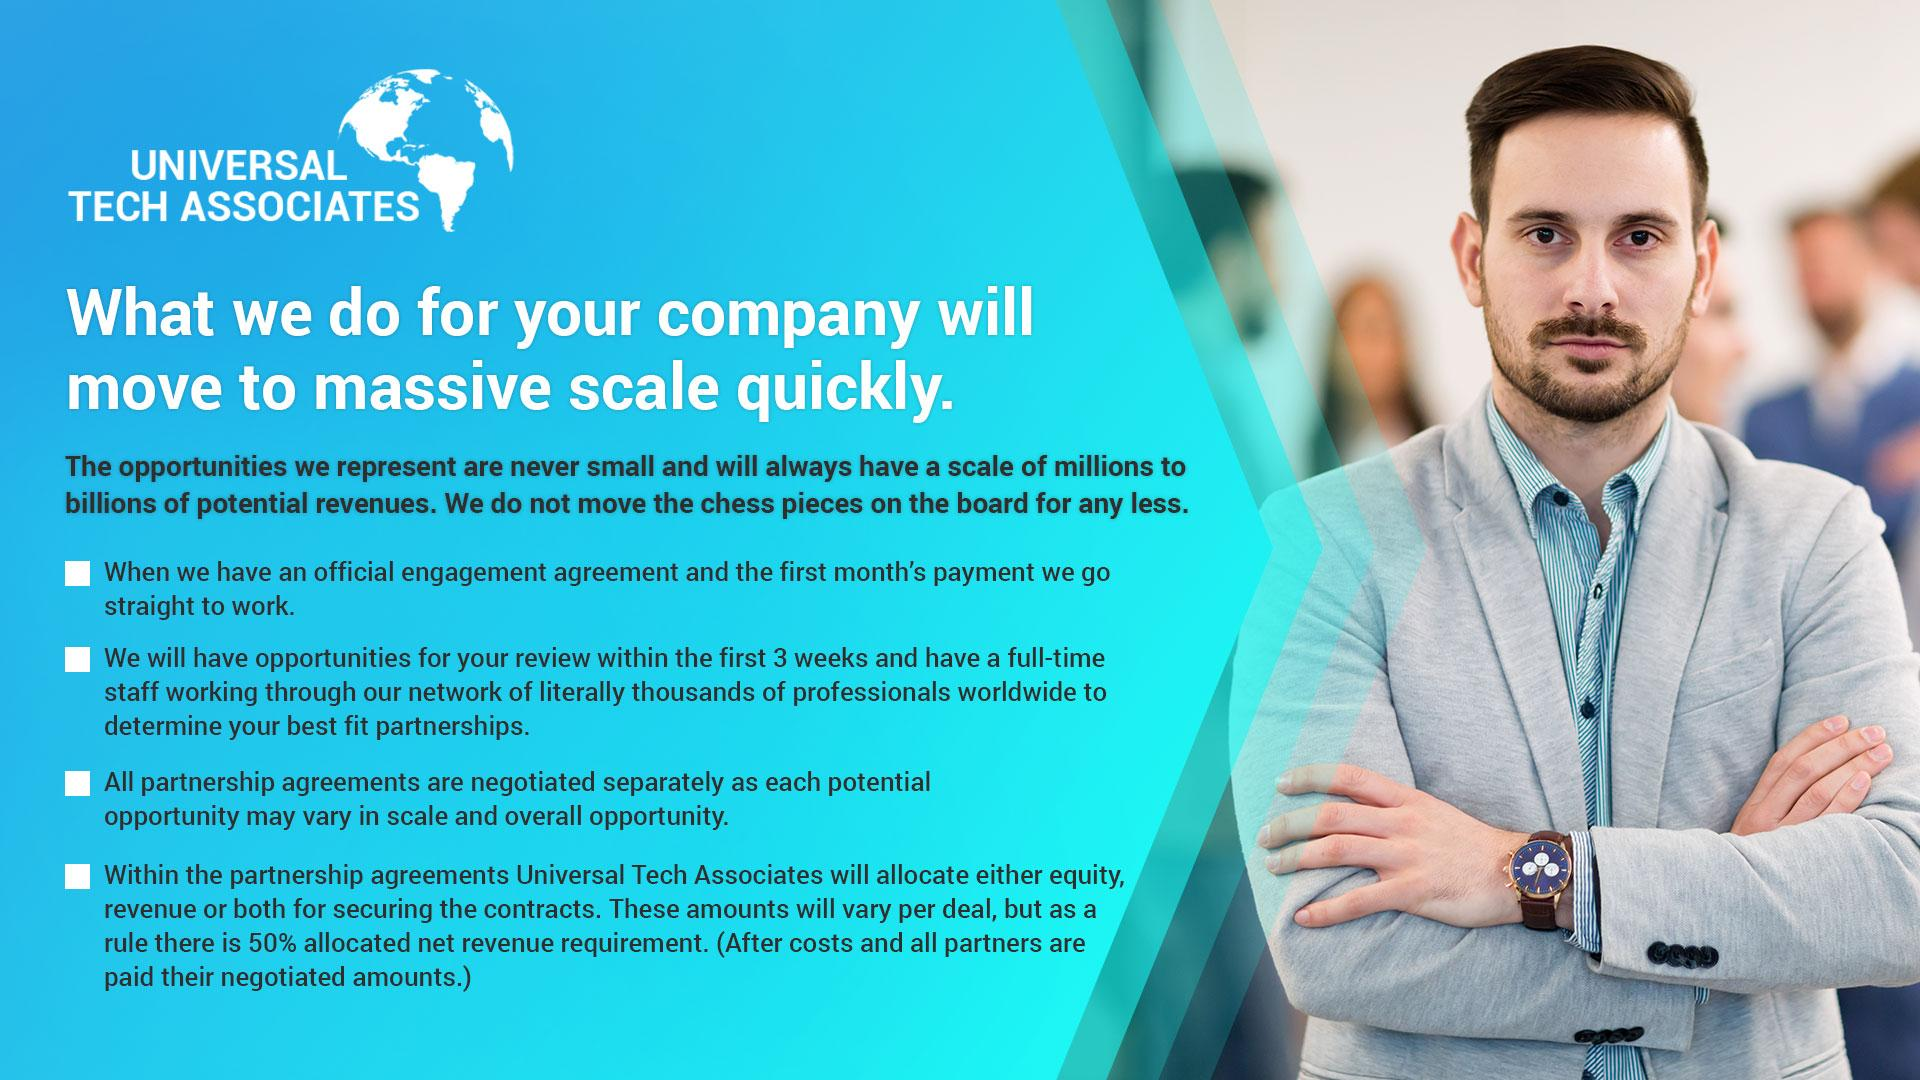 UNIVERSAL
TECH ASSOCIATES
What we do for your company will
move to massive scale quickly.
The opportunities we represent are never small and will always have a scale of millions to
billions of potential revenues. We do not move the chess pieces on the board for any less.
When we have an official engagement agreement and the first month’s payment we go
straight to work.
We will have opportunities for your review within the first 3 weeks and have a full-time
staff working through our network of literally thousands of professionals worldwide to
determine your best fit partnerships.
All partnership agreements are negotiated separately as each potential
opportunity may vary in scale and overall opportunity.
Within the partnership agreements Universal Tech Associates will allocate either equity,
revenue or both for securing the contracts. These amounts will vary per deal, but as a
rule there is 50% allocated net revenue requirement. (After costs and all partners are
paid their negotiated amounts.)